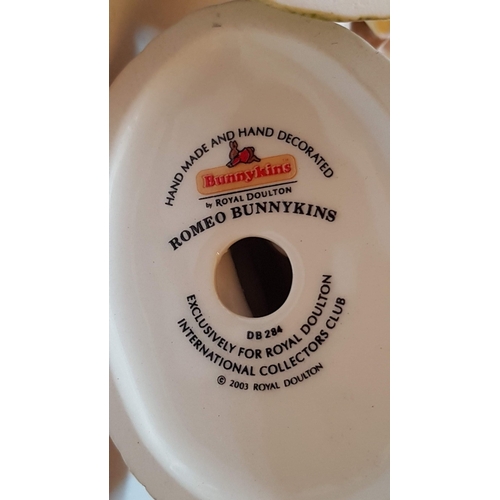 HAND MADE AND HAND DECORATED
Bunnykins
by ROYAL DOULTON
ROMEO BUNNYKINS
DB 284
EXCLUSIVELY FOR ROYAL DOULTON
INTERNATIONAL COLLECTORS CLUB
© 2003 ROYAL DOULTON